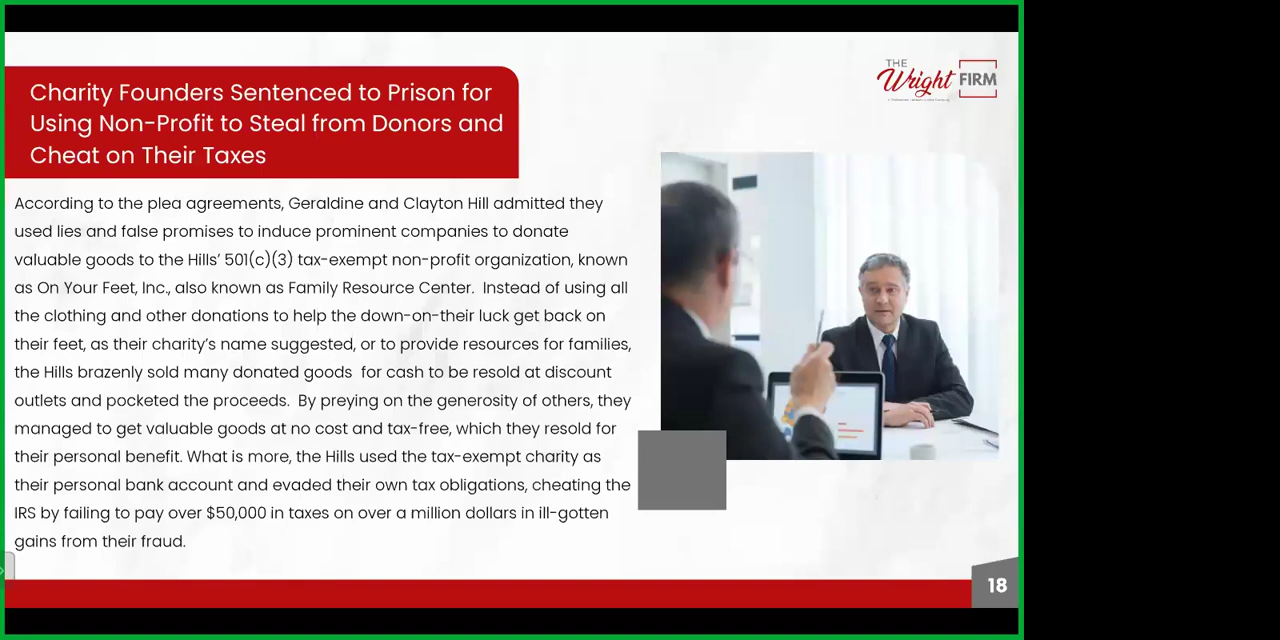 THE
Wright FIRM
Charity Founders Sentenced to Prison for
Using Non-Profit to Steal from Donors and
Cheat on Their Taxes
According to the plea agreements, Geraldine and Clayton Hill admitted they
used lies and false promises to induce prominent companies to donate
valuable goods to the Hills’ 501(c)(3) tax-exempt non-profit organization, known
as On Your Feet, Inc., also known as Family Resource Center.  Instead of using all
the clothing and other donations to help the down-on-their luck get back on
their feet, as their charity’s name suggested, or to provide resources for families,
the Hills brazenly sold many donated goods  for cash to be resold at discount
outlets and pocketed the proceeds.  By preying on the generosity of others, they
managed to get valuable goods at no cost and tax-free, which they resold for
their personal benefit. What is more, the Hills used the tax-exempt charity as
their personal bank account and evaded their own tax obligations, cheating the
IRS by failing to pay over $50,000 in taxes on over a million dollars in ill-gotten
gains from their fraud.
18